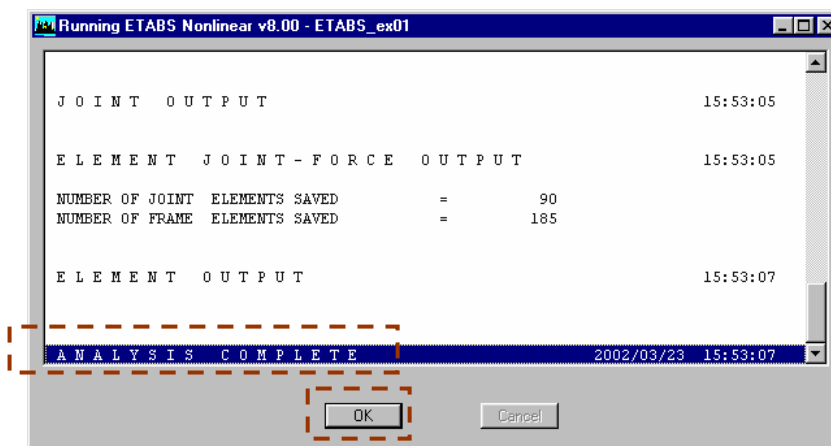 Running ETABS Nonlinear v8.00 - ETABS_ex01
J O I N T   O U T P U T   15:53:05
E L E M E N T   J O I N T - F O R C E   O U T P U T   15:53:05
NUMBER OF JOINT ELEMENTS SAVED = 90
NUMBER OF FRAME ELEMENTS SAVED = 185
E L E M E N T   O U T P U T   15:53:07
A N A L Y S I S   C O M P L E T E   2002/03/23 15:53:07
OK Cancel